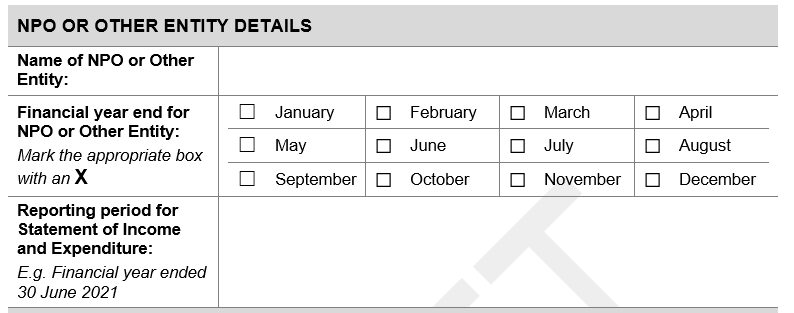 NPO OR OTHER ENTITY DETAILS
Name of NPO or Other
Entity:
Financial year end for
NPO or Other Entity:
Mark the appropriate box
with an X
☐ January ☐ February ☐ March ☐ April
☐ May ☐ June ☐ July ☐ August
☐ September ☐ October ☐ November ☐ December
Reporting period for
Statement of Income
and Expenditure:
E.g. Financial year ended
30 June 2021